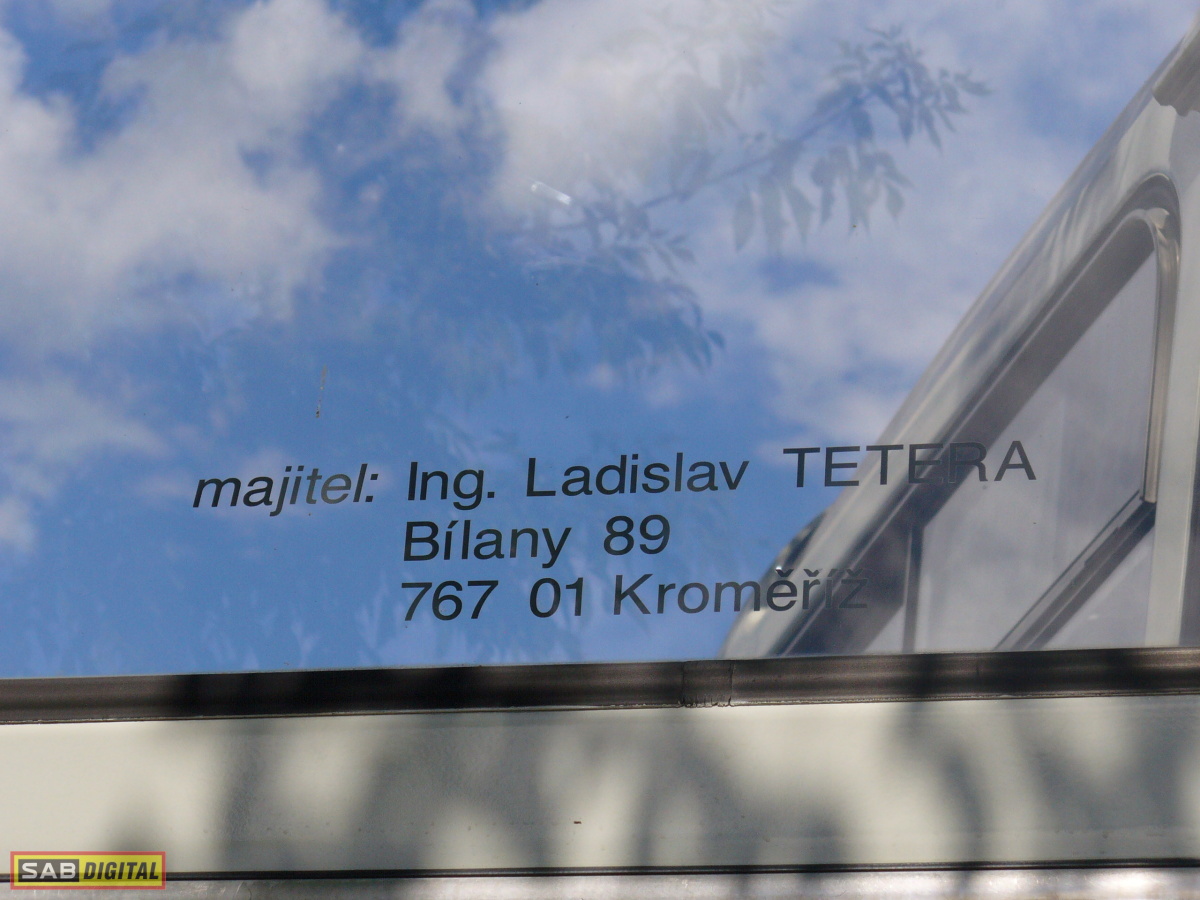 majitel: Ing. Ladislav TETERA
Bílany 89
767 01 Kroměříž
SAB DIGITAL